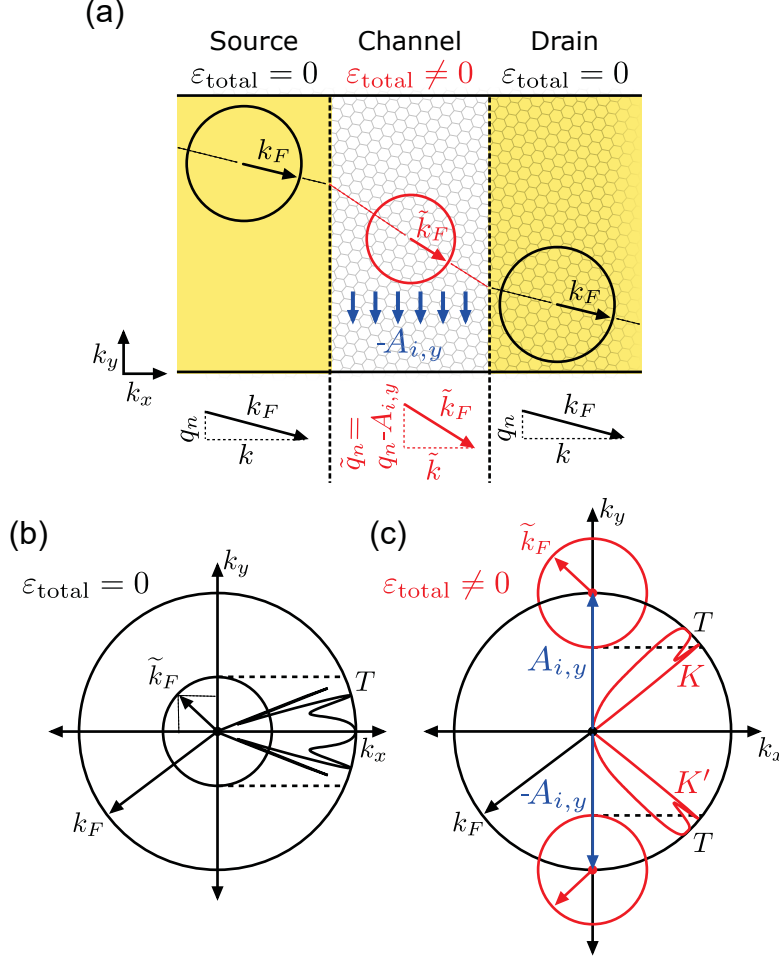 (a)
Source Channel Drain
ε_total = 0 ε_total ≠ 0 ε_total = 0
k_F
k̃_F
k_F
-A_{i,y}
k_y
k_x
q_n k_F k
q̃_n = q_n-A_{i,y} k̃_F k̃
q_n k_F k
(b)
ε_total = 0
k_y
k̃_F
T
k_x
k_F
(c)
ε_total ≠ 0
k_y
k̃_F
T
A_{i,y}
K
k_x
-A_{i,y}
K'
k_F
T